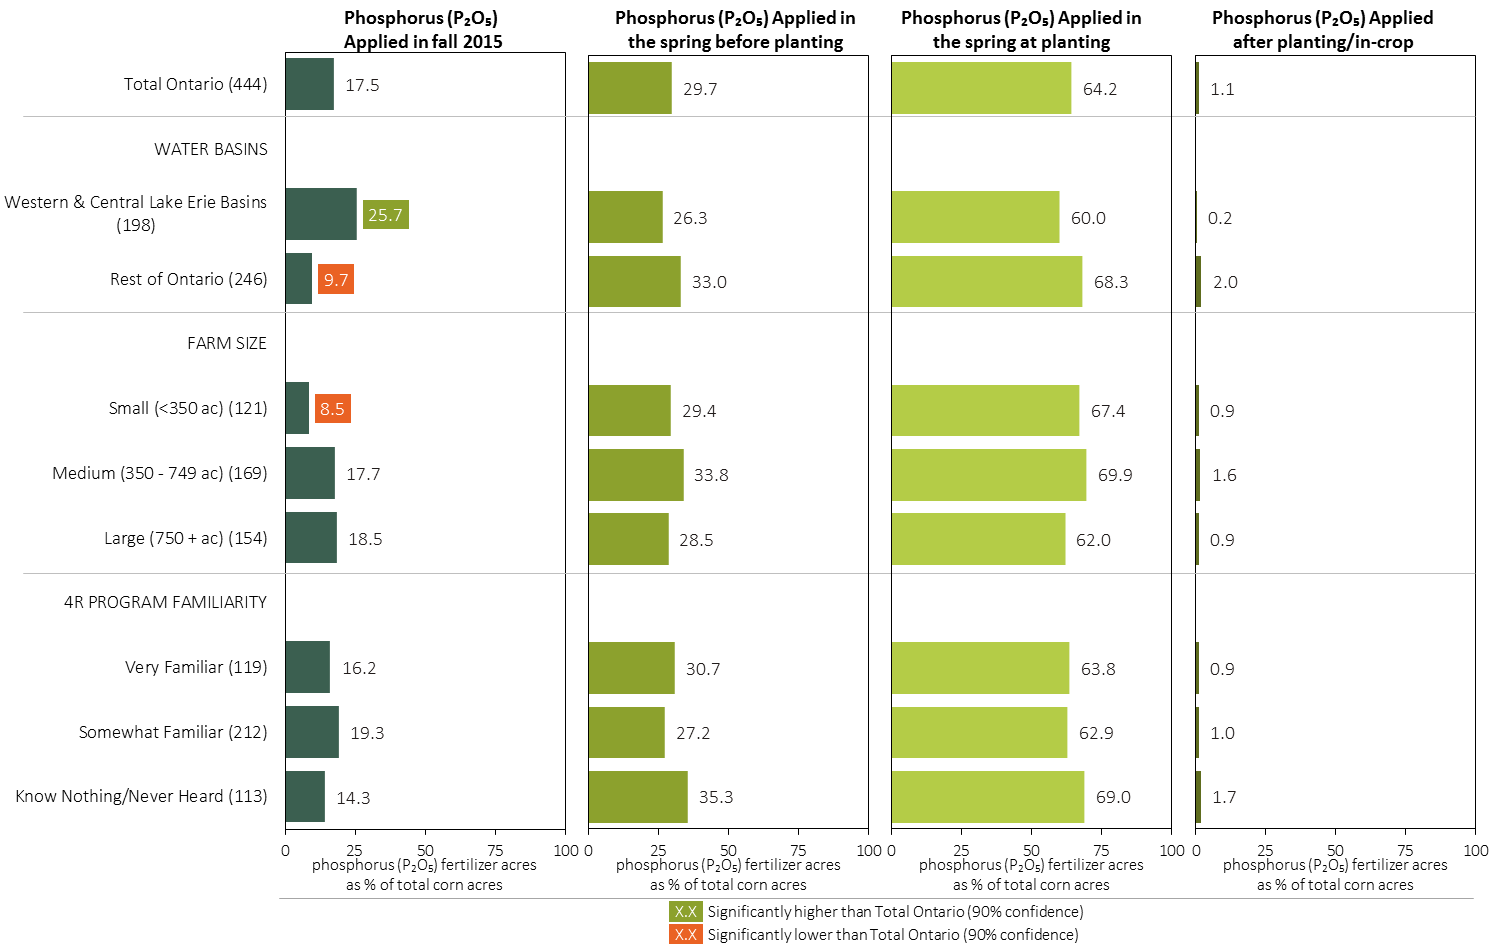 Phosphorus (P₂O₅)
Applied in fall 2015
Phosphorus (P₂O₅) Applied in
the spring before planting
Phosphorus (P₂O₅) Applied in
the spring at planting
Phosphorus (P₂O₅) Applied
after planting/in-crop
Total Ontario (444) 17.5 29.7 64.2 1.1
WATER BASINS
Western & Central Lake Erie Basins
(198) 25.7 26.3 60.0 0.2
Rest of Ontario (246) 9.7 33.0 68.3 2.0
FARM SIZE
Small (<350 ac) (121) 8.5 29.4 67.4 0.9
Medium (350 - 749 ac) (169) 17.7 33.8 69.9 1.6
Large (750 + ac) (154) 18.5 28.5 62.0 0.9
4R PROGRAM FAMILIARITY
Very Familiar (119) 16.2 30.7 63.8 0.9
Somewhat Familiar (212) 19.3 27.2 62.9 1.0
Know Nothing/Never Heard (113) 14.3 35.3 69.0 1.7
0 25 50 75 100 0 25 50 75 100 0 25 50 75 100 0 25 50 75 100
phosphorus (P₂O₅) fertilizer acres
as % of total corn acres
phosphorus (P₂O₅) fertilizer acres
as % of total corn acres
phosphorus (P₂O₅) fertilizer acres
as % of total corn acres
phosphorus (P₂O₅) fertilizer acres
as % of total corn acres
X.X Significantly higher than Total Ontario (90% confidence)
X.X Significantly lower than Total Ontario (90% confidence)